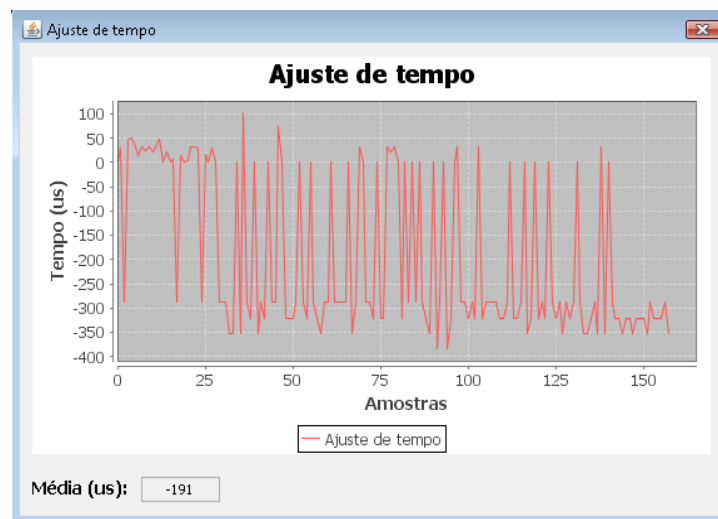 Ajuste de tempo
Ajuste de tempo
100
50
0
-50
-100
-150
-200
-250
-300
-350
-400
Tempo (us)
0 25 50 75 100 125 150
Amostras
Ajuste de tempo
Média (us): -191